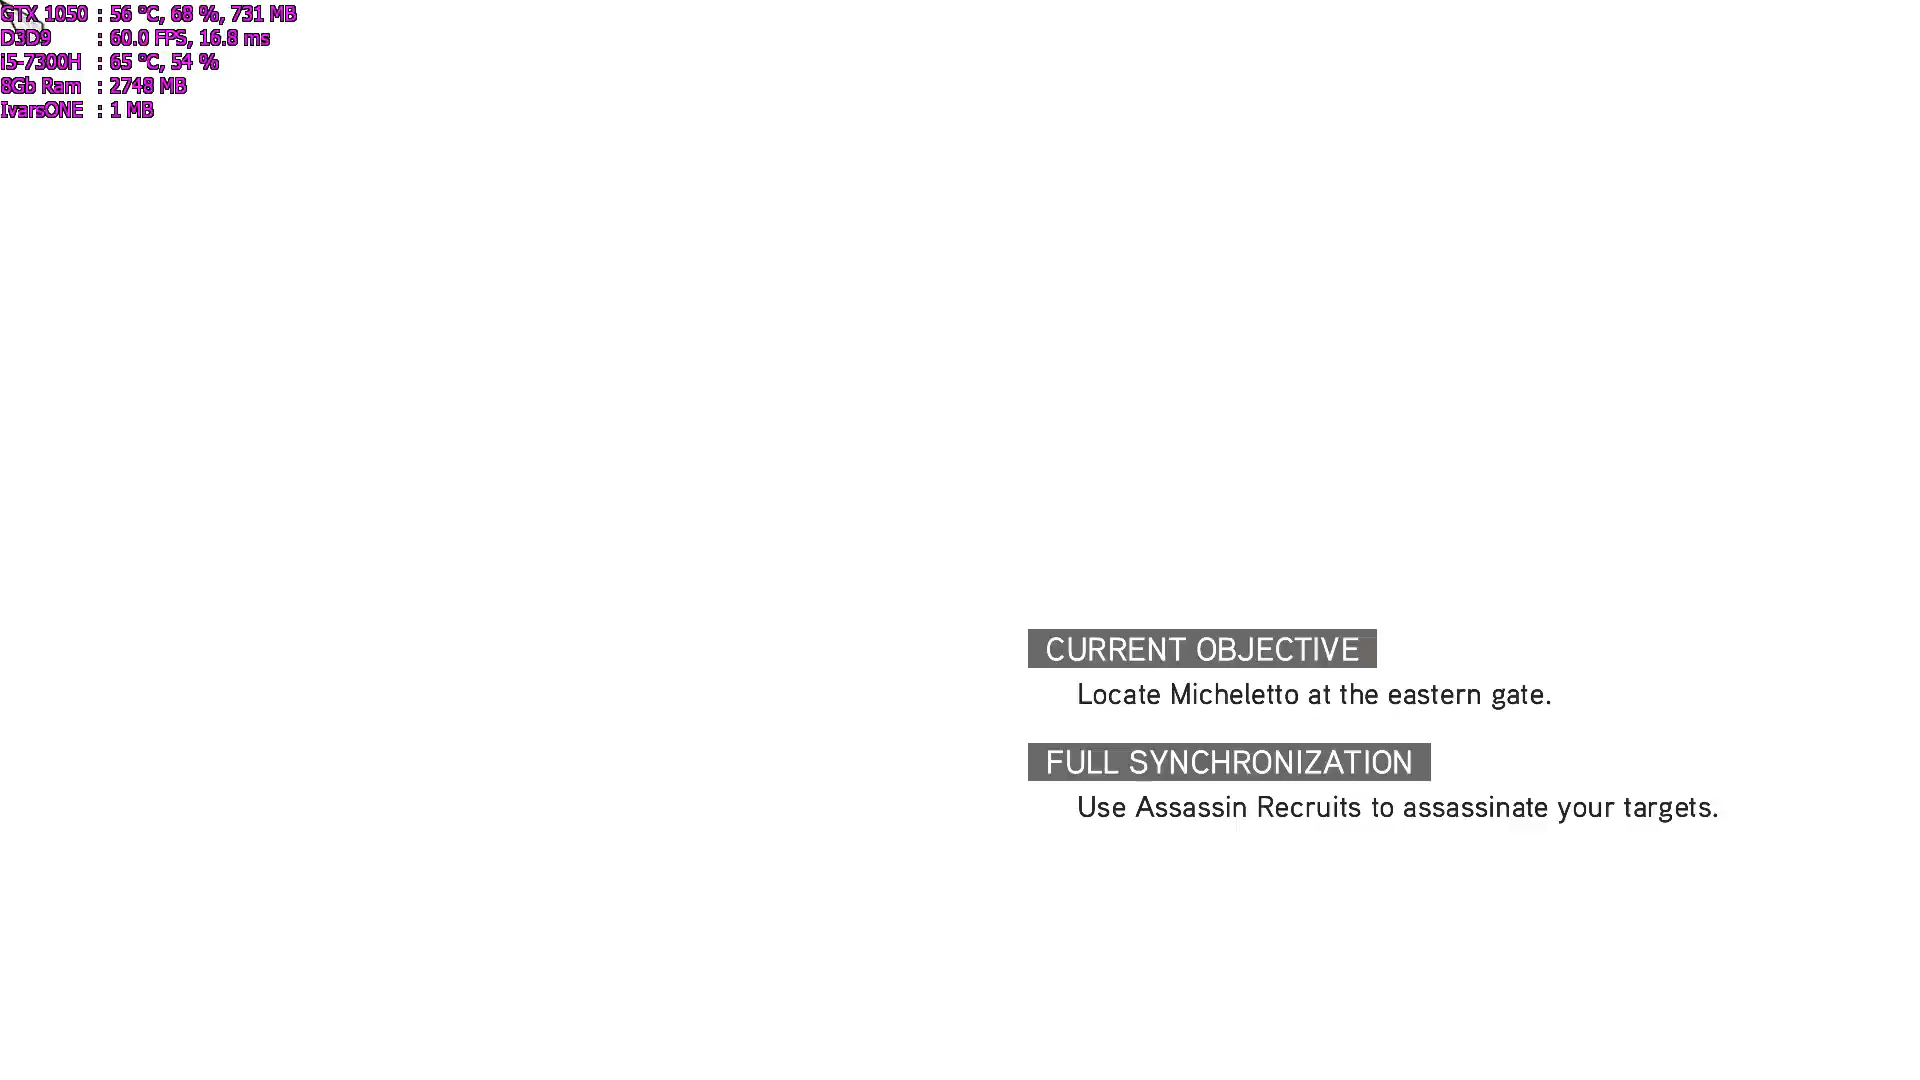 GTX 1050 : 56 °C, 68 %, 731 MB
D3D9 : 60.0 FPS, 16.8 ms
i5-7300H : 65 °C, 54 %
8Gb Ram : 2748 MB
IvarsONE : 1 MB
CURRENT OBJECTIVE
Locate Micheletto at the eastern gate.
FULL SYNCHRONIZATION
Use Assassin Recruits to assassinate your targets.